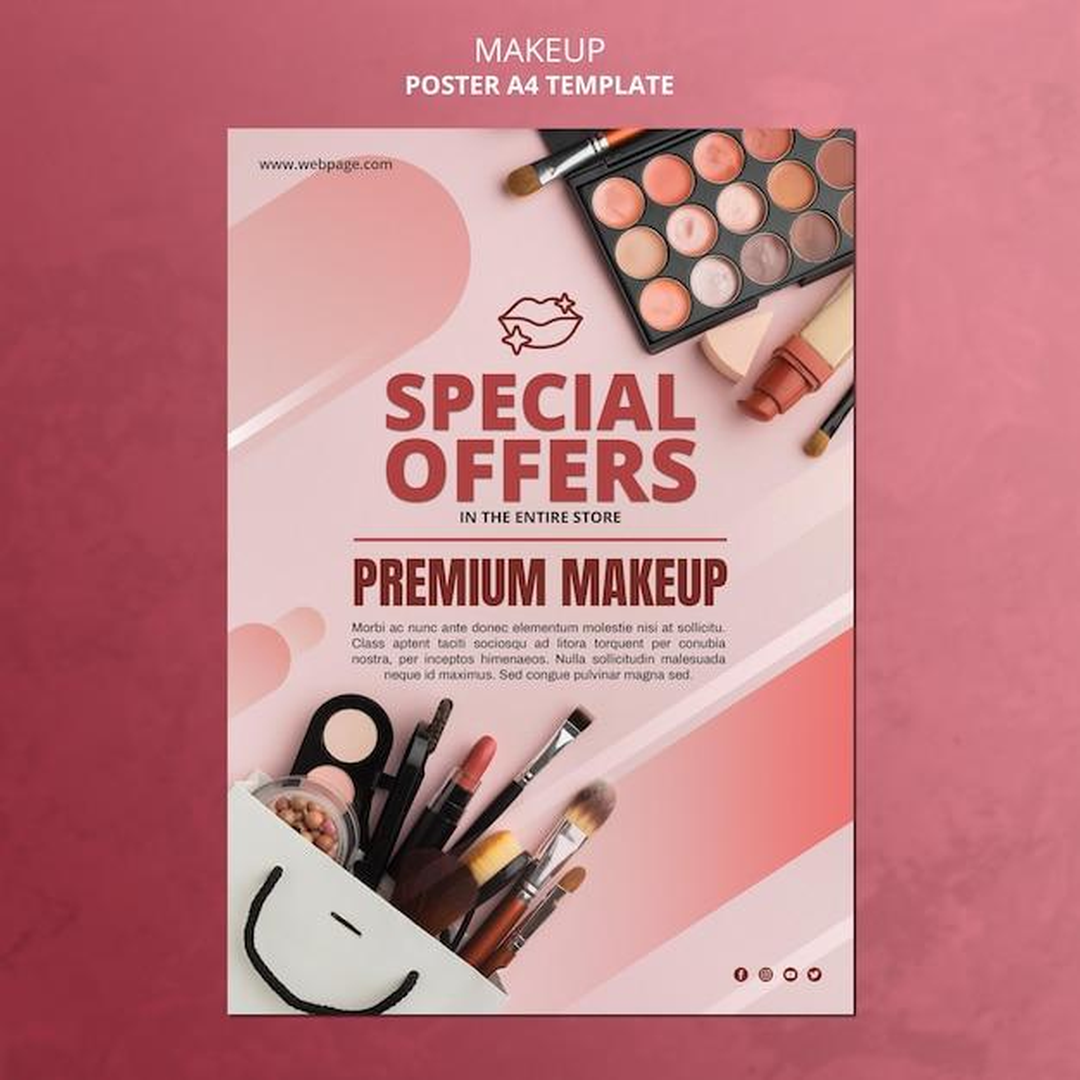 MAKEUP
POSTER A4 TEMPLATE
www.webpage.com
SPECIAL
OFFERS
IN THE ENTIRE STORE
PREMIUM MAKEUP
Morbi ac nunc ante donec elementum molestie nisi at sollicitu.
Class aptent taciti sociosqu ad litora torquent per conubia
nostra, per inceptos himenaeos. Nulla sollicitudin malesuada
neque id maximus. Sed congue pulvinar magna sed.